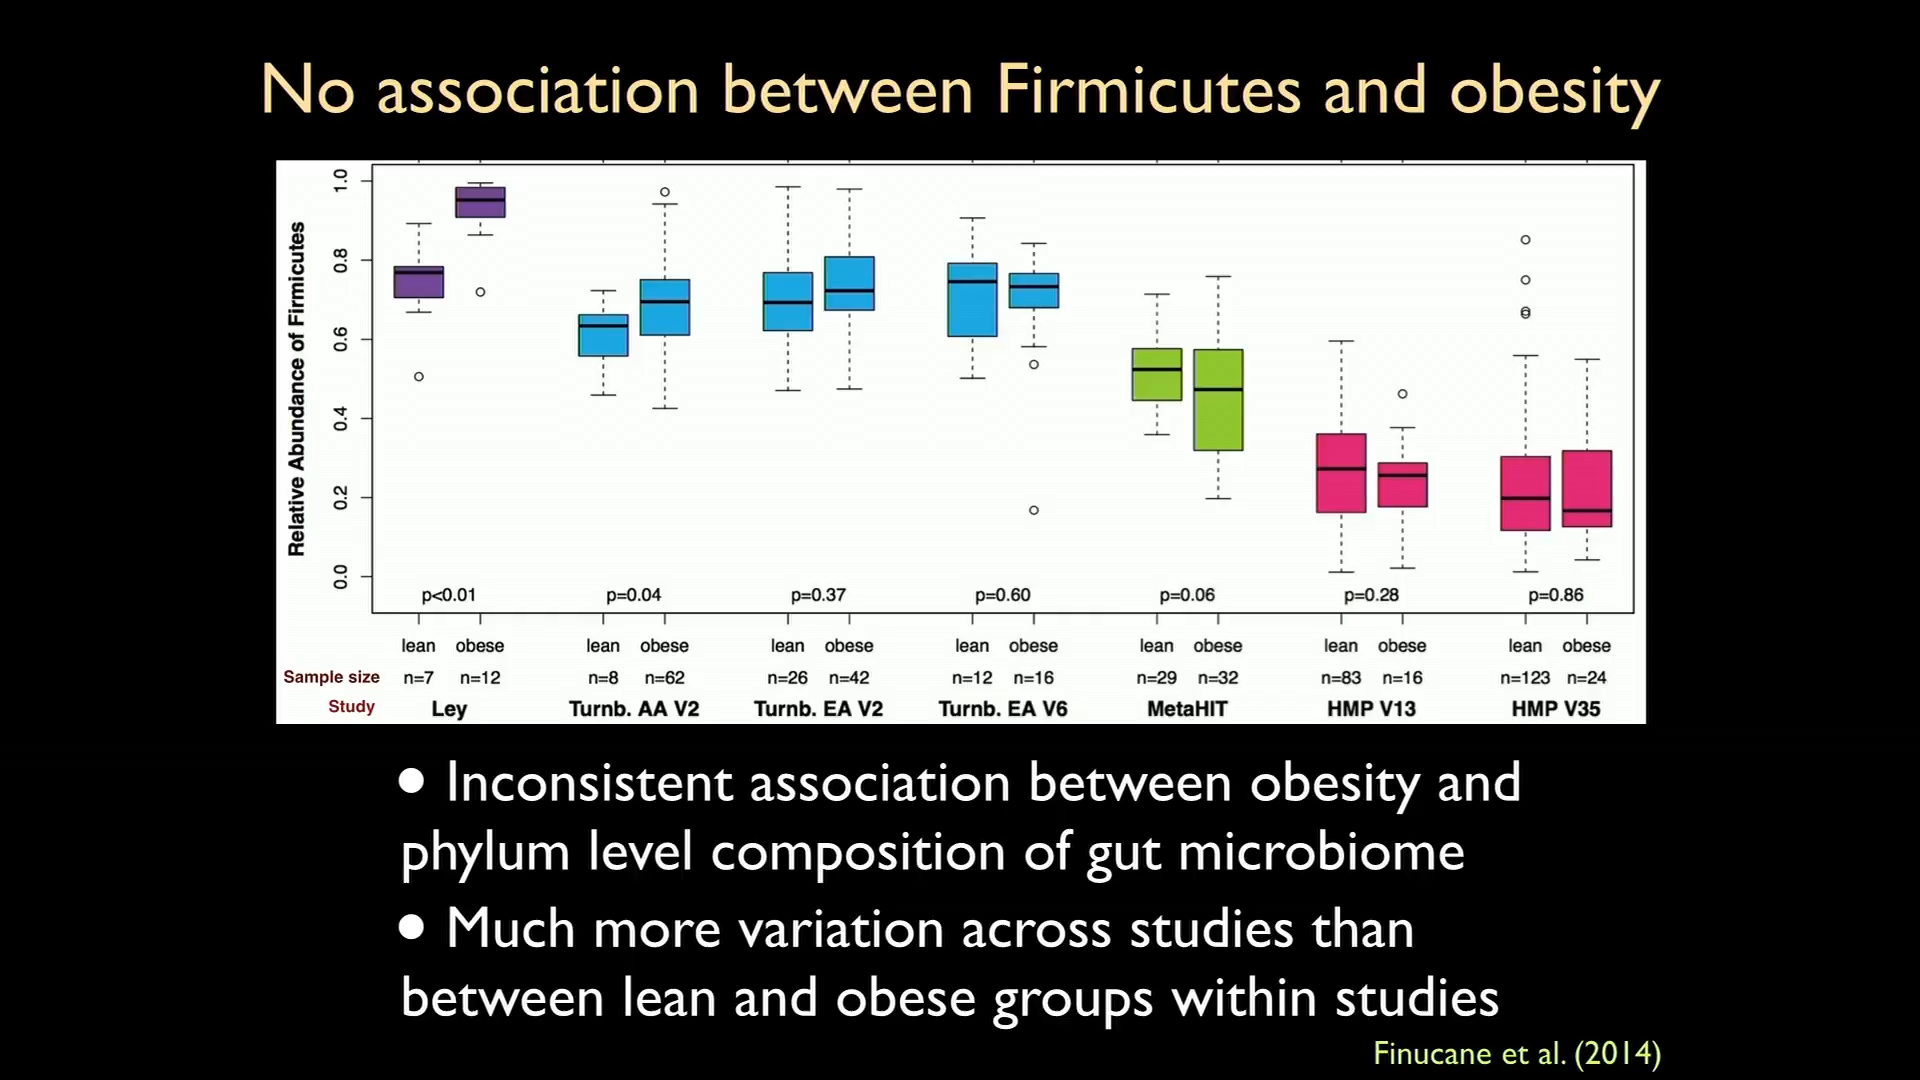 No association between Firmicutes and obesity
Relative Abundance of Firmicutes
1.0
0.8
0.6
0.4
0.2
0.0
p<0.01 p=0.04 p=0.37 p=0.60 p=0.06 p=0.28 p=0.86
lean obese lean obese lean obese lean obese lean obese lean obese lean obese
Sample size n=7 n=12 n=8 n=62 n=26 n=42 n=12 n=16 n=29 n=32 n=83 n=16 n=123 n=24
Study Ley Turnb. AA V2 Turnb. EA V2 Turnb. EA V6 MetaHIT HMP V13 HMP V35
• Inconsistent association between obesity and
phylum level composition of gut microbiome
• Much more variation across studies than
between lean and obese groups within studies
Finucane et al. (2014)